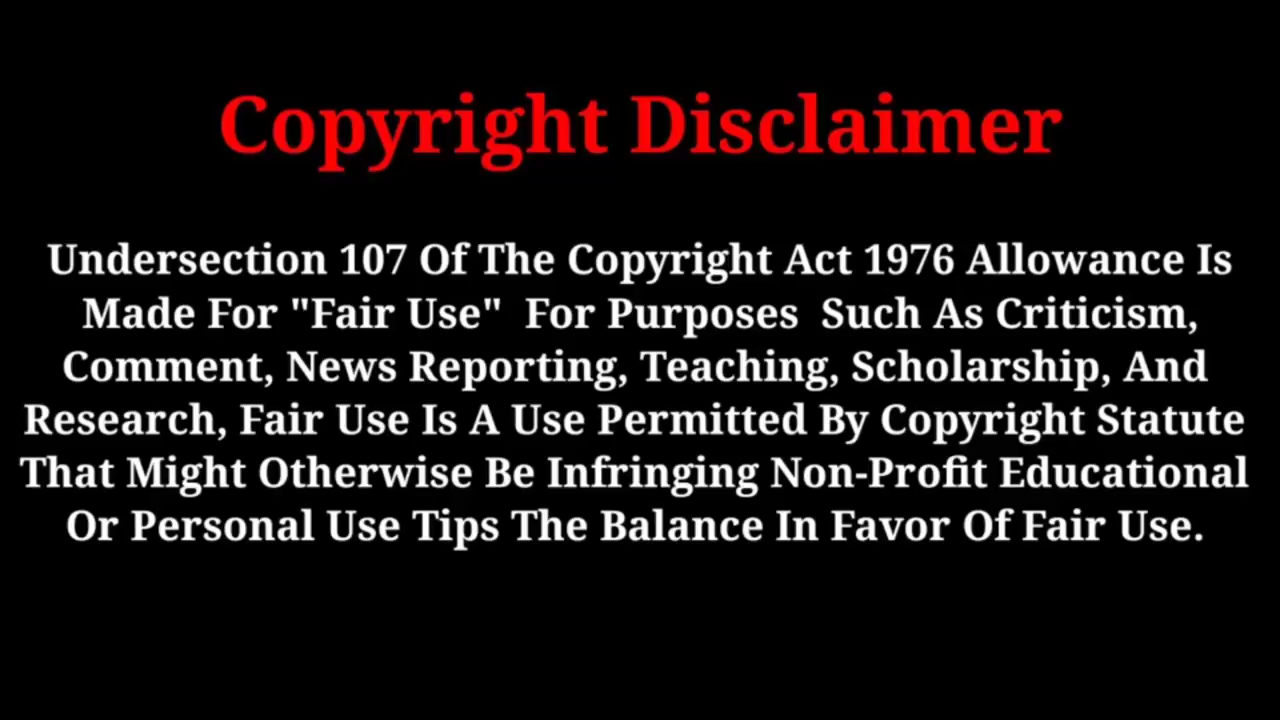 Copyright Disclaimer
Undersection 107 Of The Copyright Act 1976 Allowance Is
Made For "Fair Use" For Purposes Such As Criticism,
Comment, News Reporting, Teaching, Scholarship, And
Research, Fair Use Is A Use Permitted By Copyright Statute
That Might Otherwise Be Infringing Non-Profit Educational
Or Personal Use Tips The Balance In Favor Of Fair Use.